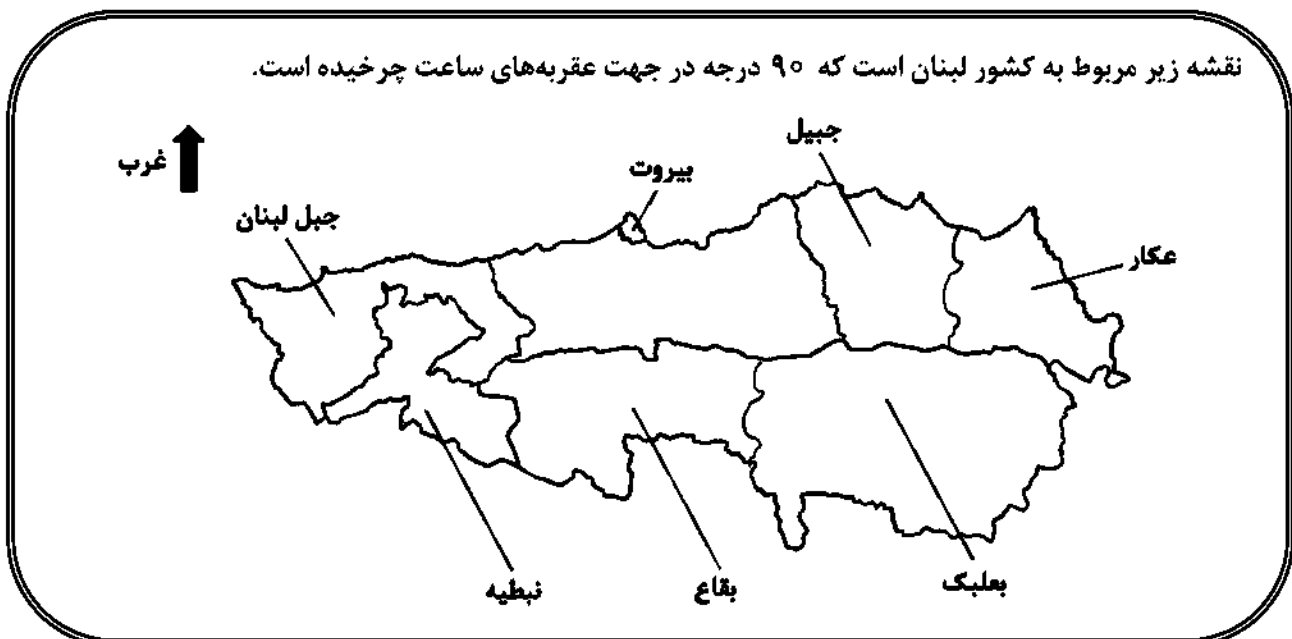 نقشه زیر مربوط به کشور لبنان است که ۹۰ درجه در جهت عقربه‌های ساعت چرخیده است.
غرب
جبیل
بیروت
جبل لبنان
عکار
نبطیه
بقاع
بعلبک